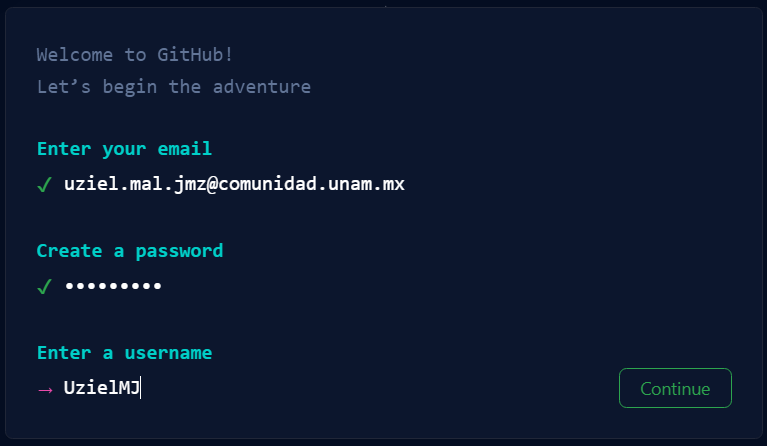 Welcome to GitHub!
Let’s begin the adventure
Enter your email
✓ uziel.mal.jmz@comunidad.unam.mx
Create a password
✓ •••••••••
Enter a username
→ UzielMJ
Continue